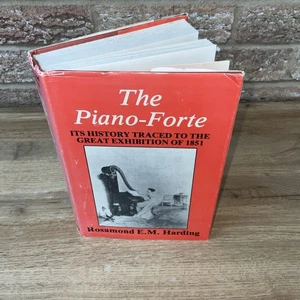 The
Piano-Forte
ITS HISTORY TRACED TO THE
GREAT EXHIBITION OF 1851
Rosamond E.M. Harding